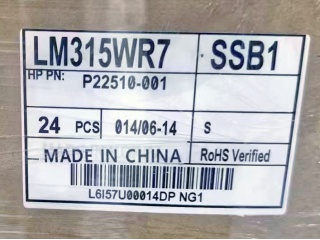 LM315WR7 SSB1
HP PN: P22510-001
24 PCS 014/06-14 S
MADE IN CHINA RoHS Verified
L6I57U00014DP NG1